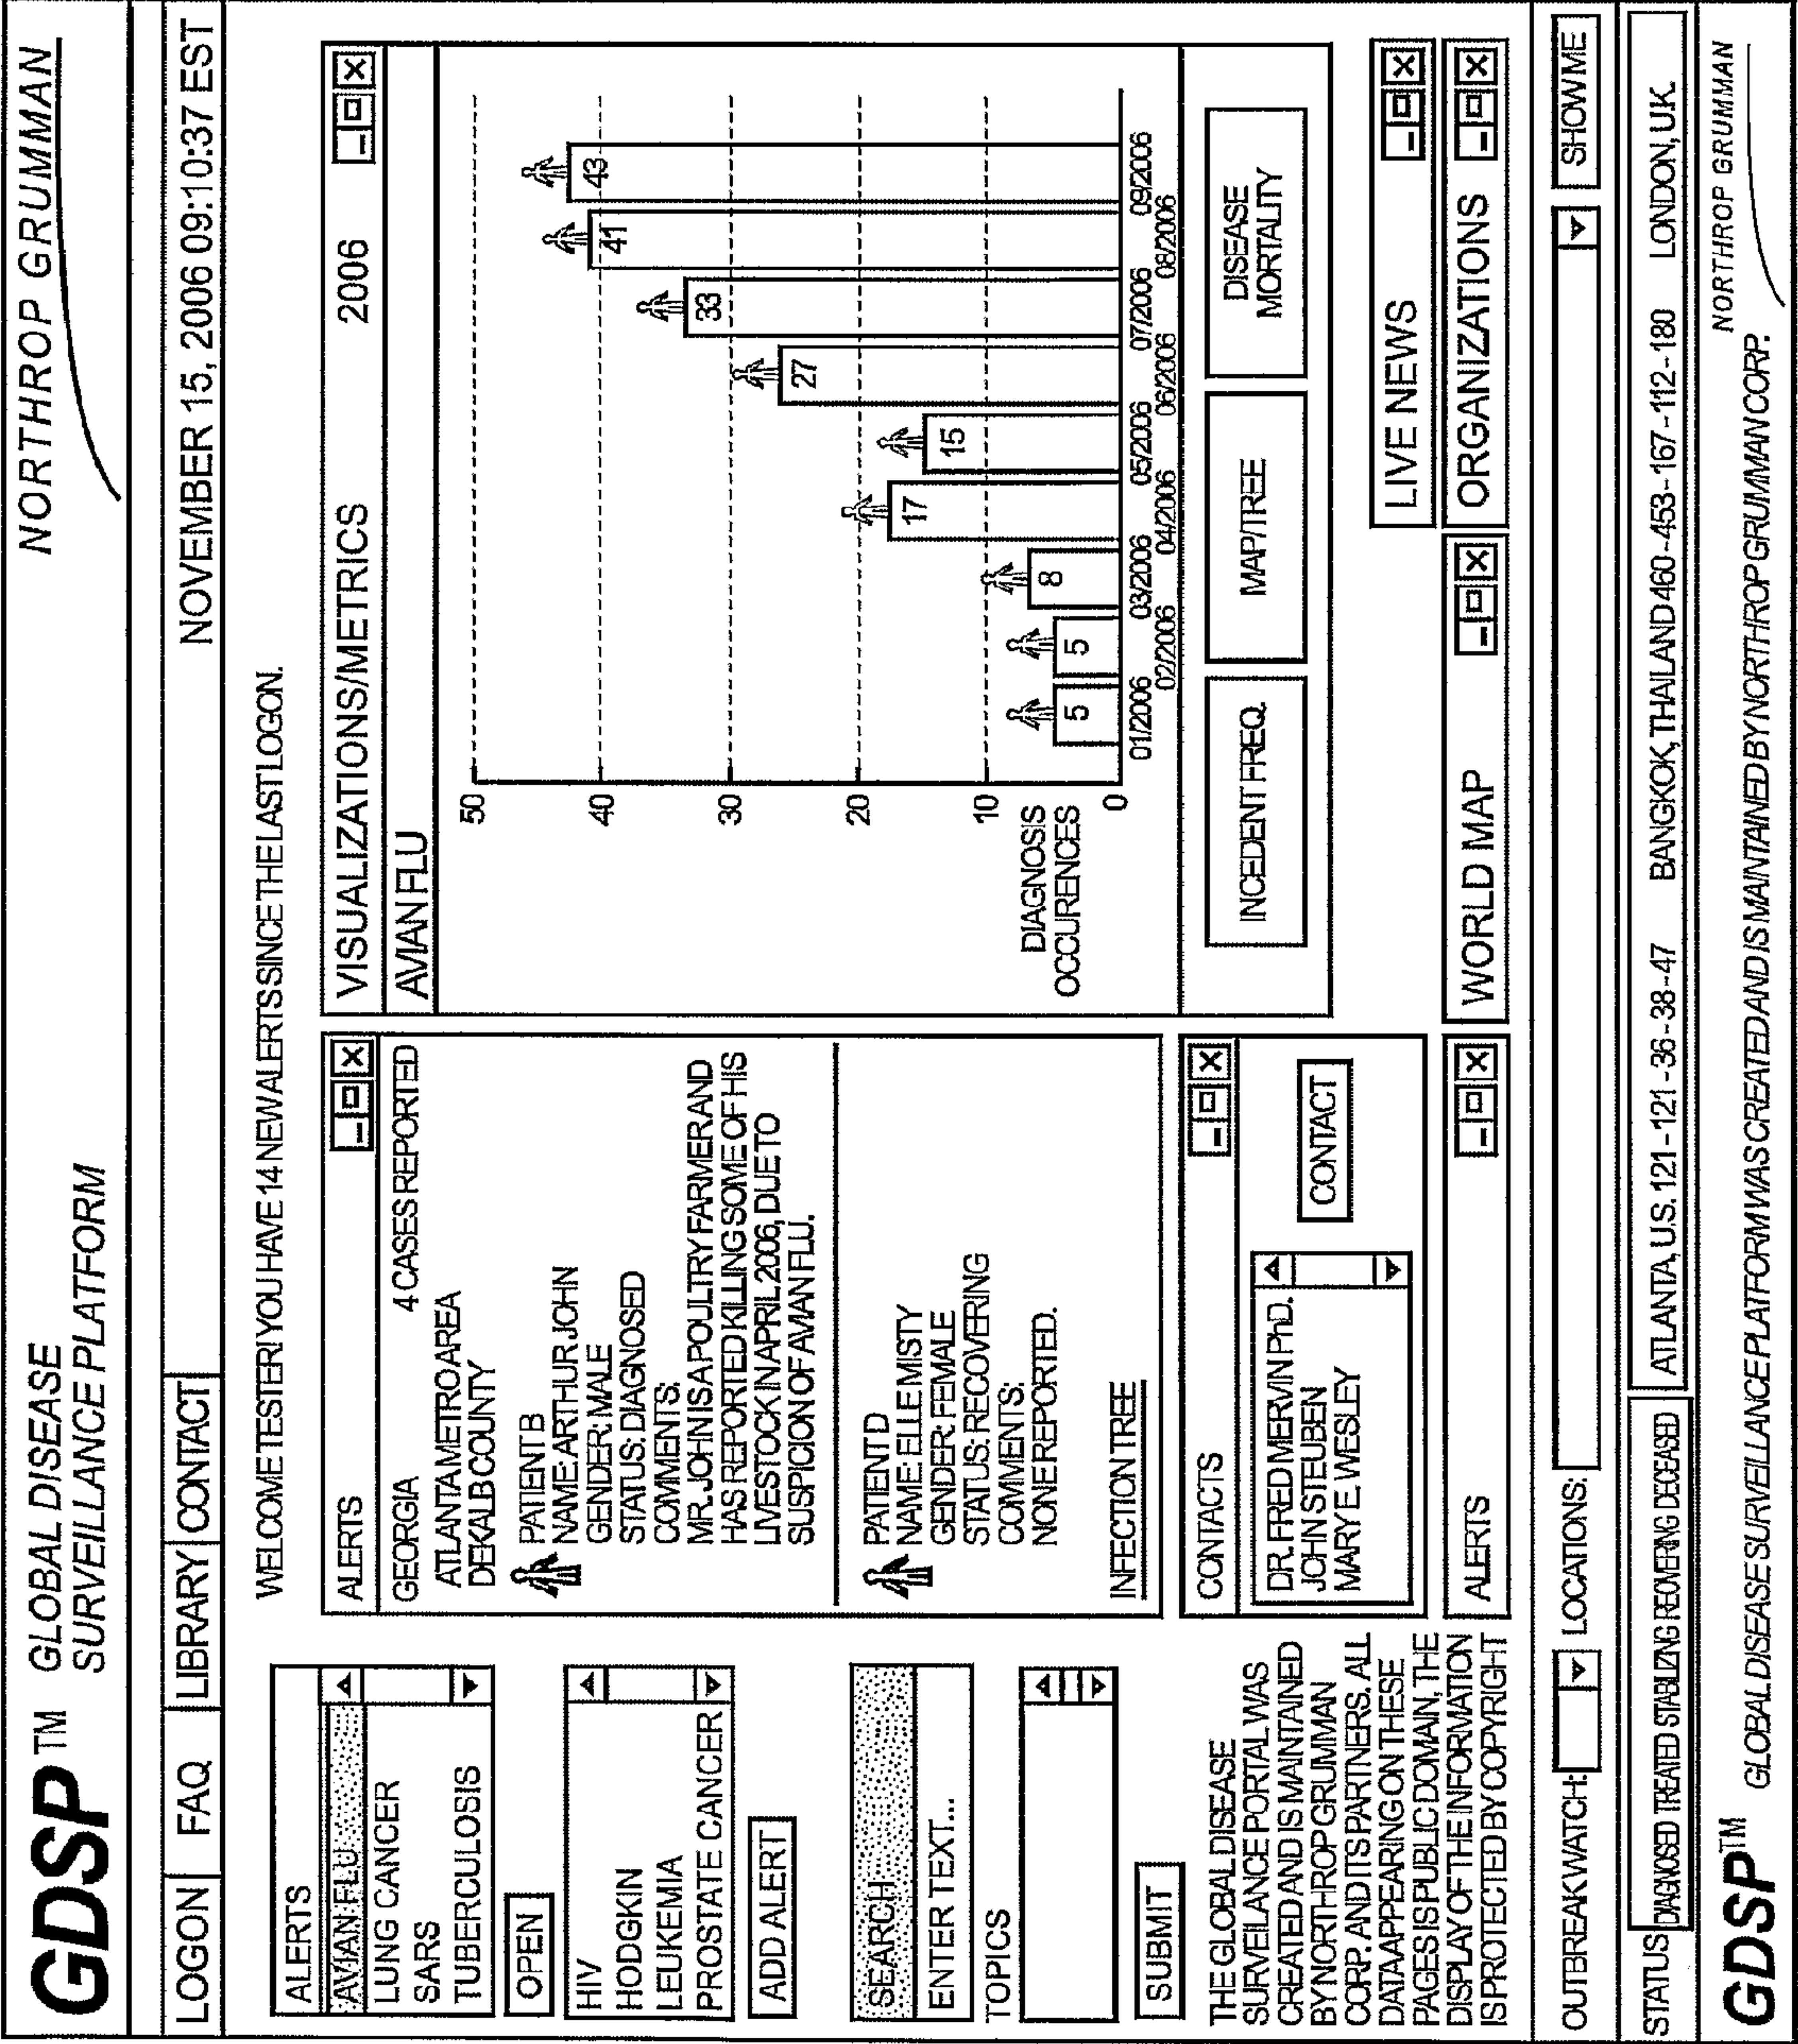 GDSP™ GLOBAL DISEASE
SURVEILLANCE PLATFORM
NORTHROP GRUMMAN
LOGON FAQ LIBRARY CONTACT
NOVEMBER 15, 2006 09:10:37 EST
WELCOME TESTER! YOU HAVE 14 NEW ALERTS SINCE THE LAST LOGON.
ALERTS
AVIAN FLU
LUNG CANCER
SARS
TUBERCULOSIS
OPEN
HIV
HODGKIN
LEUKEMIA
PROSTATE CANCER
ADD ALERT
SEARCH
ENTER TEXT...
TOPICS
SUBMIT
THE GLOBAL DISEASE
SURVEILANCE PORTAL WAS
CREATED AND IS MAINTAINED
BY NORTHROP GRUMMAN
CORP. AND ITS PARTNERS. ALL
DATA APPEARING ON THESE
PAGES IS PUBLIC DOMAIN, THE
DISPLAY OF THE INFORMATION
IS PROTECTED BY COPYRIGHT
ALERTS
GEORGIA 4 CASES REPORTED
ATLANTA METRO AREA
DEKALB COUNTY
PATIENT B
NAME: ARTHUR JOHN
GENDER: MALE
STATUS: DIAGNOSED
COMMENTS:
MR. JOHN IS A POULTRY FARMER AND
HAS REPORTED KILLING SOME OF HIS
LIVESTOCK IN APRIL 2006, DUE TO
SUSPICION OF AVIAN FLU.
PATIENT D
NAME: ELLE MISTY
GENDER: FEMALE
STATUS: RECOVERING
COMMENTS:
NONE REPORTED.
INFECTION TREE
CONTACTS
DR. FRED MERVIN PhD.
JOHN STEUBEN
MARY E. WESLEY
CONTACT
ALERTS
VISUALIZATIONS/METRICS 2006
AVIAN FLU
50
40
30
20
10
0
DIAGNOSIS
OCCURENCES
5 5 8 17 15 27 33 41 43
01/2006 02/2006 03/2006 04/2006 05/2006 06/2006 07/2006 08/2006 09/2006
INCEDENT FREQ. MAP/TREE DISEASE
MORTALITY
LIVE NEWS
WORLD MAP ORGANIZATIONS
OUTBREAK WATCH: LOCATIONS: SHOW ME
STATUS DIAGNOSED TREATED STABILIZING RECOVERING DECEASED ATLANTA, U.S. 121-121-36-38-47 BANGKOK, THAILAND 460-453-167-112-180 LONDON, U.K.
GDSP™ GLOBAL DISEASE SURVEILLANCE PLATFORM WAS CREATED AND IS MAINTAINED BY NORTHROP GRUMMAN CORP.
NORTHROP GRUMMAN